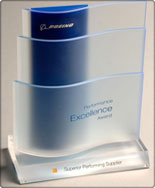 BOEING
Performance
Excellence
Award
Superior Performing Supplier